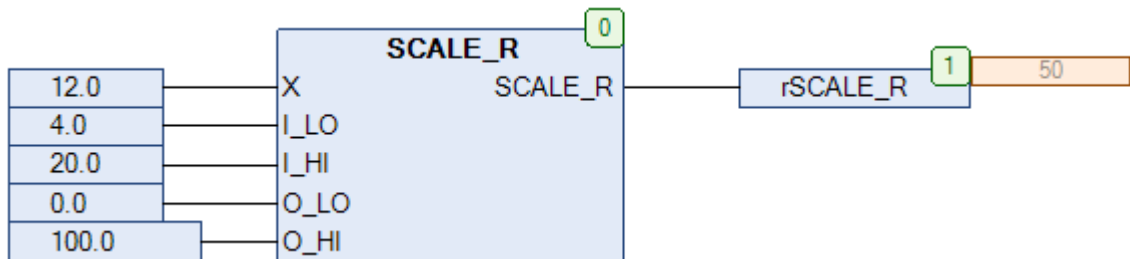 0
SCALE_R
12.0 X SCALE_R rSCALE_R 1 50
4.0 I_LO
20.0 I_HI
0.0 O_LO
100.0 O_HI